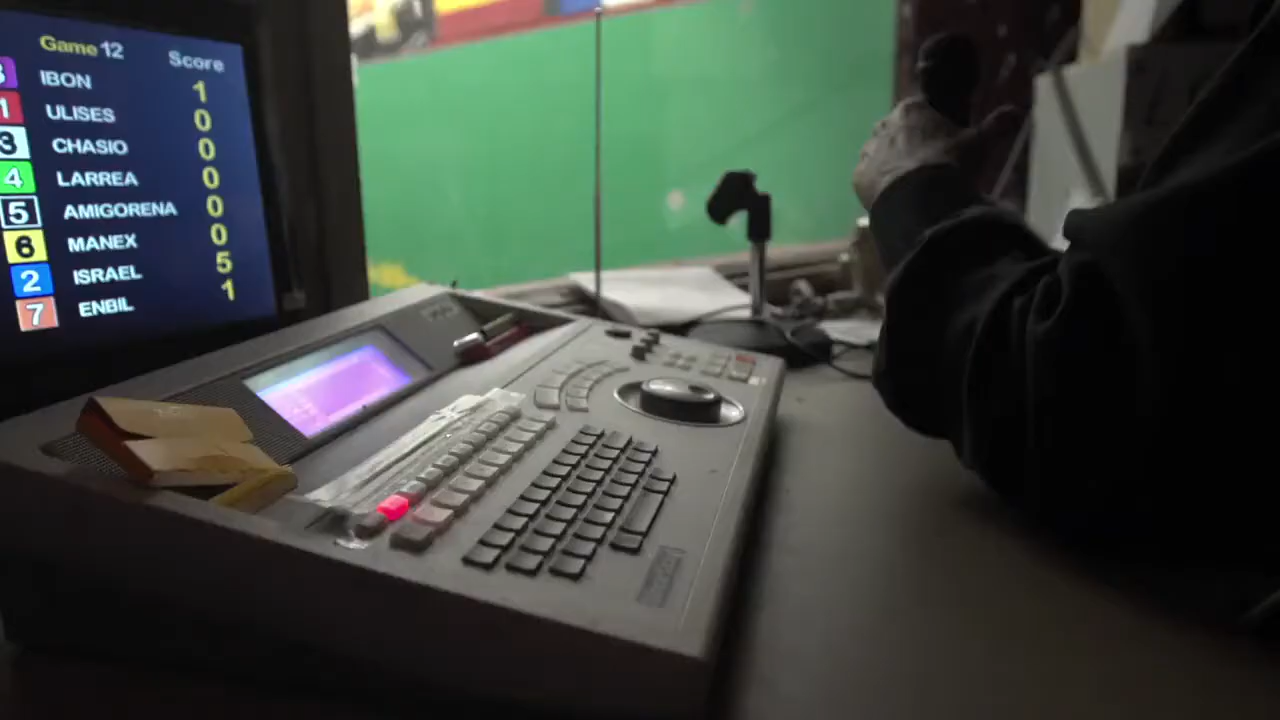 Game 12 Score
8 IBON 1
1 ULISES 0
3 CHASIO 0
4 LARREA 0
5 AMIGORENA 0
6 MANEX 0
2 ISRAEL 5
7 ENBIL 1